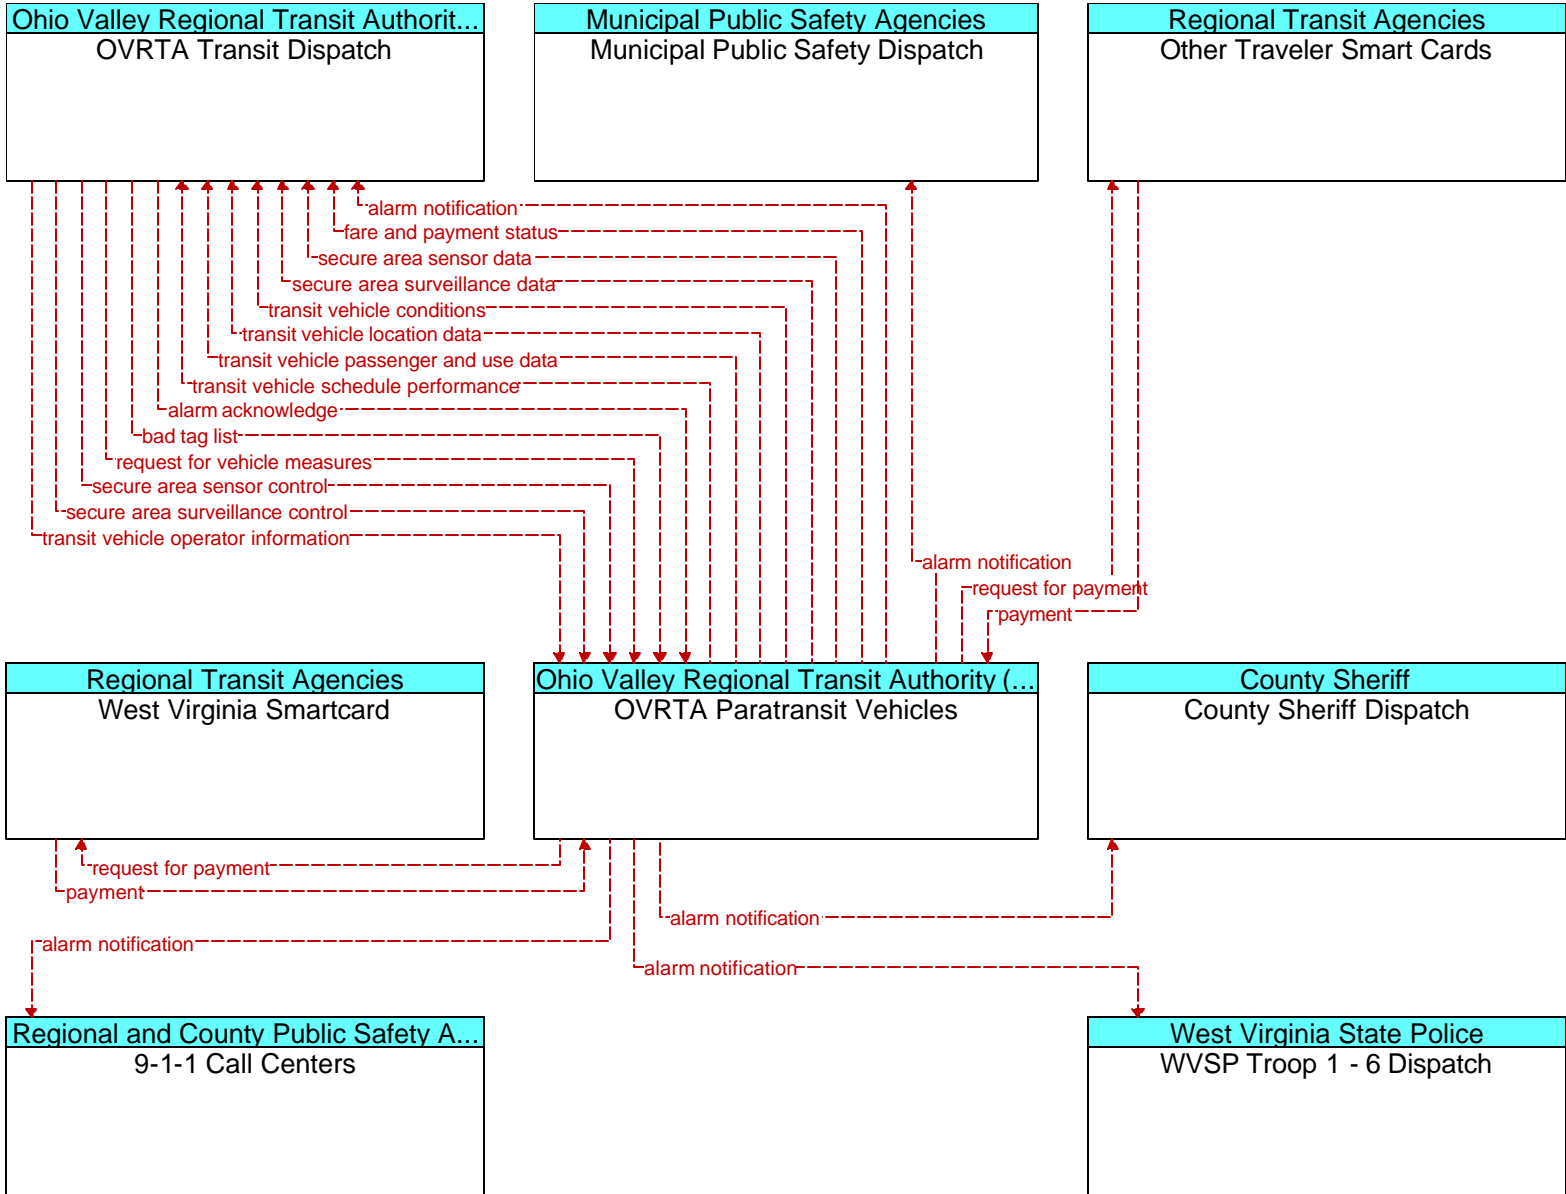 Ohio Valley Regional Transit Authorit...
OVRTA Transit Dispatch
Municipal Public Safety Agencies
Municipal Public Safety Dispatch
Regional Transit Agencies
Other Traveler Smart Cards
alarm notification
fare and payment status
secure area sensor data
secure area surveillance data
transit vehicle conditions
transit vehicle location data
transit vehicle passenger and use data
transit vehicle schedule performance
alarm acknowledge
bad tag list
request for vehicle measures
secure area sensor control
secure area surveillance control
transit vehicle operator information
alarm notification
request for payment
payment
Regional Transit Agencies
West Virginia Smartcard
Ohio Valley Regional Transit Authority (...
OVRTA Paratransit Vehicles
County Sheriff
County Sheriff Dispatch
request for payment
payment
alarm notification
alarm notification
alarm notification
Regional and County Public Safety A...
9-1-1 Call Centers
West Virginia State Police
WVSP Troop 1 - 6 Dispatch